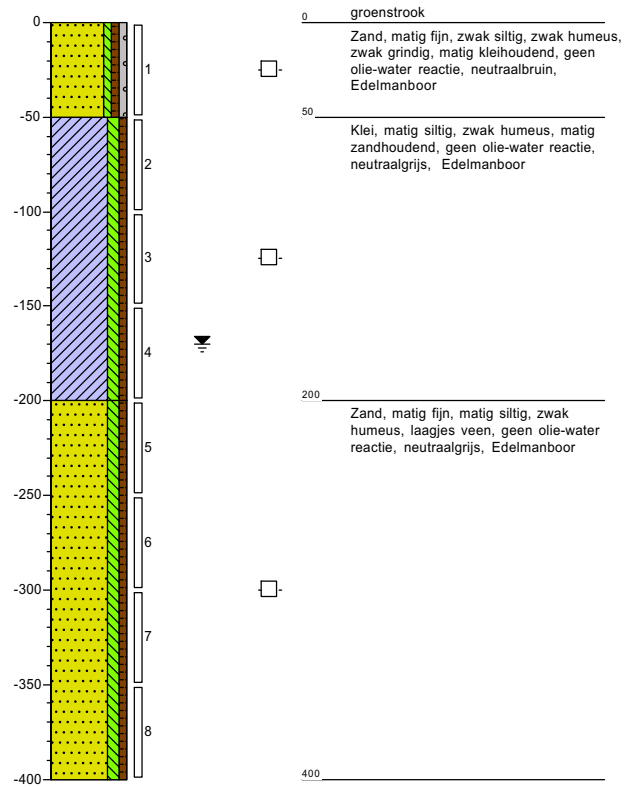 0
-50
-100
-150
-200
-250
-300
-350
-400
1
2
3
4
5
6
7
8
0
groenstrook
Zand, matig fijn, zwak siltig, zwak humeus,
zwak grindig, matig kleihoudend, geen
olie-water reactie, neutraalbruin,
Edelmanboor
50
Klei, matig siltig, zwak humeus, matig
zandhoudend, geen olie-water reactie,
neutraalgrijs, Edelmanboor
200
Zand, matig fijn, matig siltig, zwak
humeus, laagjes veen, geen olie-water
reactie, neutraalgrijs, Edelmanboor
400